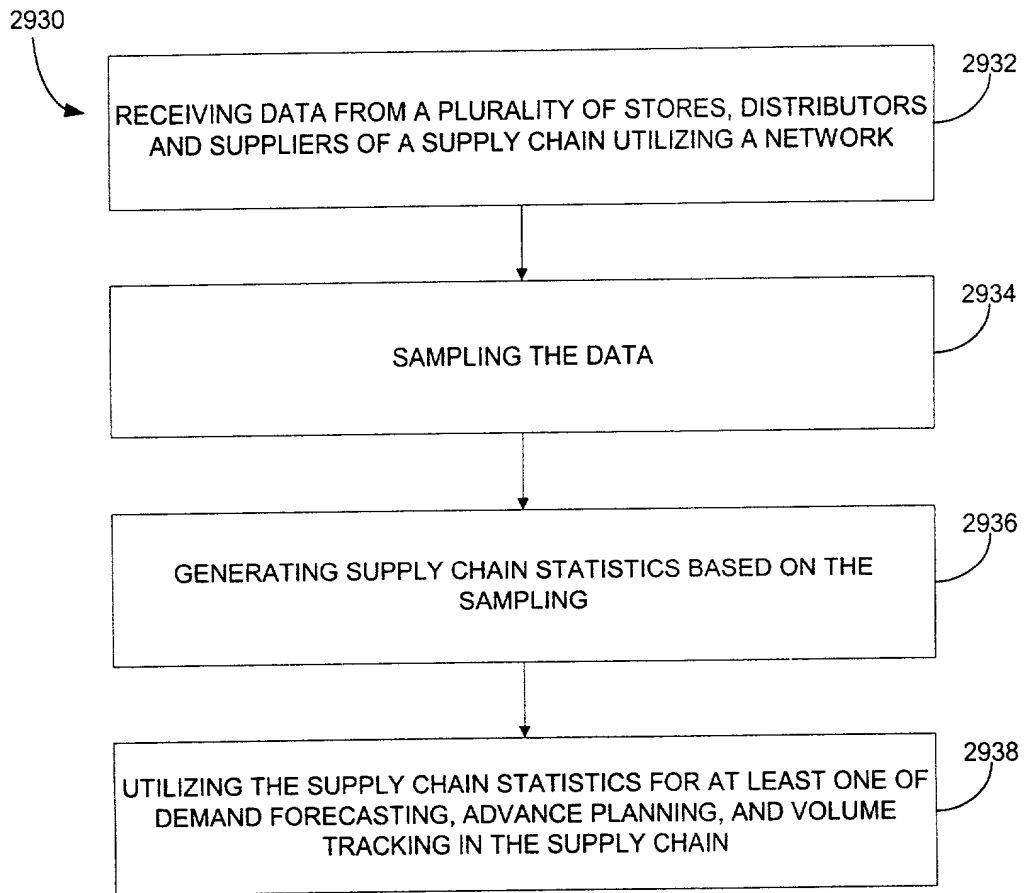 2930
2932
RECEIVING DATA FROM A PLURALITY OF STORES, DISTRIBUTORS
AND SUPPLIERS OF A SUPPLY CHAIN UTILIZING A NETWORK
2934
SAMPLING THE DATA
2936
GENERATING SUPPLY CHAIN STATISTICS BASED ON THE
SAMPLING
2938
UTILIZING THE SUPPLY CHAIN STATISTICS FOR AT LEAST ONE OF
DEMAND FORECASTING, ADVANCE PLANNING, AND VOLUME
TRACKING IN THE SUPPLY CHAIN